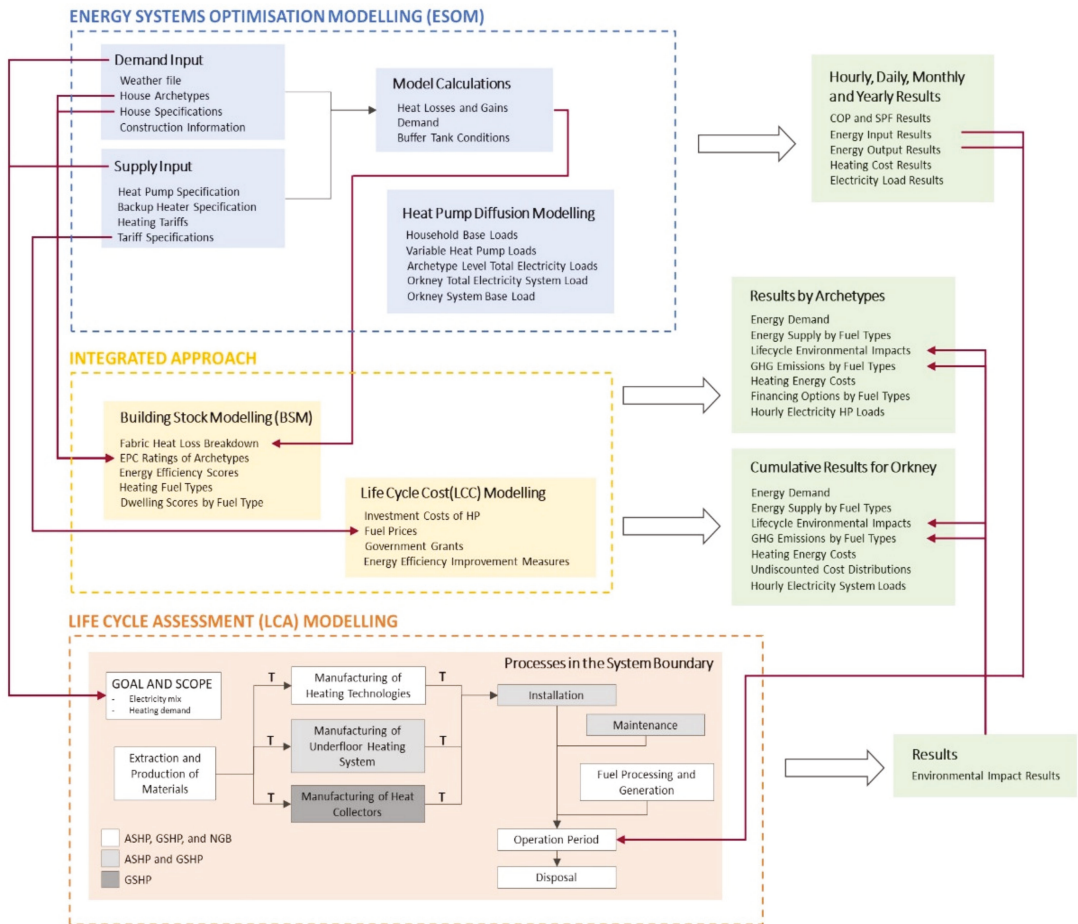 ENERGY SYSTEMS OPTIMISATION MODELLING (ESOM)
Demand Input
Weather file
House Archetypes
House Specifications
Construction Information
Supply Input
Heat Pump Specification
Backup Heater Specification
Heating Tariffs
Tariff Specifications
Model Calculations
Heat Losses and Gains
Demand
Buffer Tank Conditions
Heat Pump Diffusion Modelling
Household Base Loads
Variable Heat Pump Loads
Archetype Level Total Electricity Loads
Orkney Total Electricity System Load
Orkney System Base Load
Hourly, Daily, Monthly
and Yearly Results
COP and SPF Results
Energy Input Results
Energy Output Results
Heating Cost Results
Electricity Load Results
INTEGRATED APPROACH
Building Stock Modelling (BSM)
Fabric Heat Loss Breakdown
EPC Ratings of Archetypes
Energy Efficiency Scores
Heating Fuel Types
Dwelling Scores by Fuel Type
Life Cycle Cost(LCC) Modelling
Investment Costs of HP
Fuel Prices
Government Grants
Energy Efficiency Improvement Measures
Results by Archetypes
Energy Demand
Energy Supply by Fuel Types
Lifecycle Environmental Impacts
GHG Emissions by Fuel Types
Heating Energy Costs
Financing Options by Fuel Types
Hourly Electricity HP Loads
Cumulative Results for Orkney
Energy Demand
Energy Supply by Fuel Types
Lifecycle Environmental Impacts
GHG Emissions by Fuel Types
Heating Energy Costs
Undiscounted Cost Distributions
Hourly Electricity System Loads
LIFE CYCLE ASSESSMENT (LCA) MODELLING
Processes in the System Boundary
GOAL AND SCOPE
- Electricity mix
- Heating demand
Extraction and
Production of
Materials
T
Manufacturing of
Heating Technologies
T
T
Manufacturing of
Underfloor Heating
System
T
T
Manufacturing of Heat
Collectors
T
Installation
Maintenance
Fuel Processing and
Generation
Operation Period
Disposal
ASHP, GSHP, and NGB
ASHP and GSHP
GSHP
Results
Environmental Impact Results